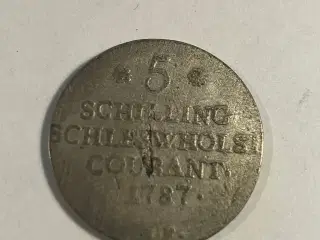 * 5 *
SCHILLING
SCHLESWHOLST
COURANT.
1787.